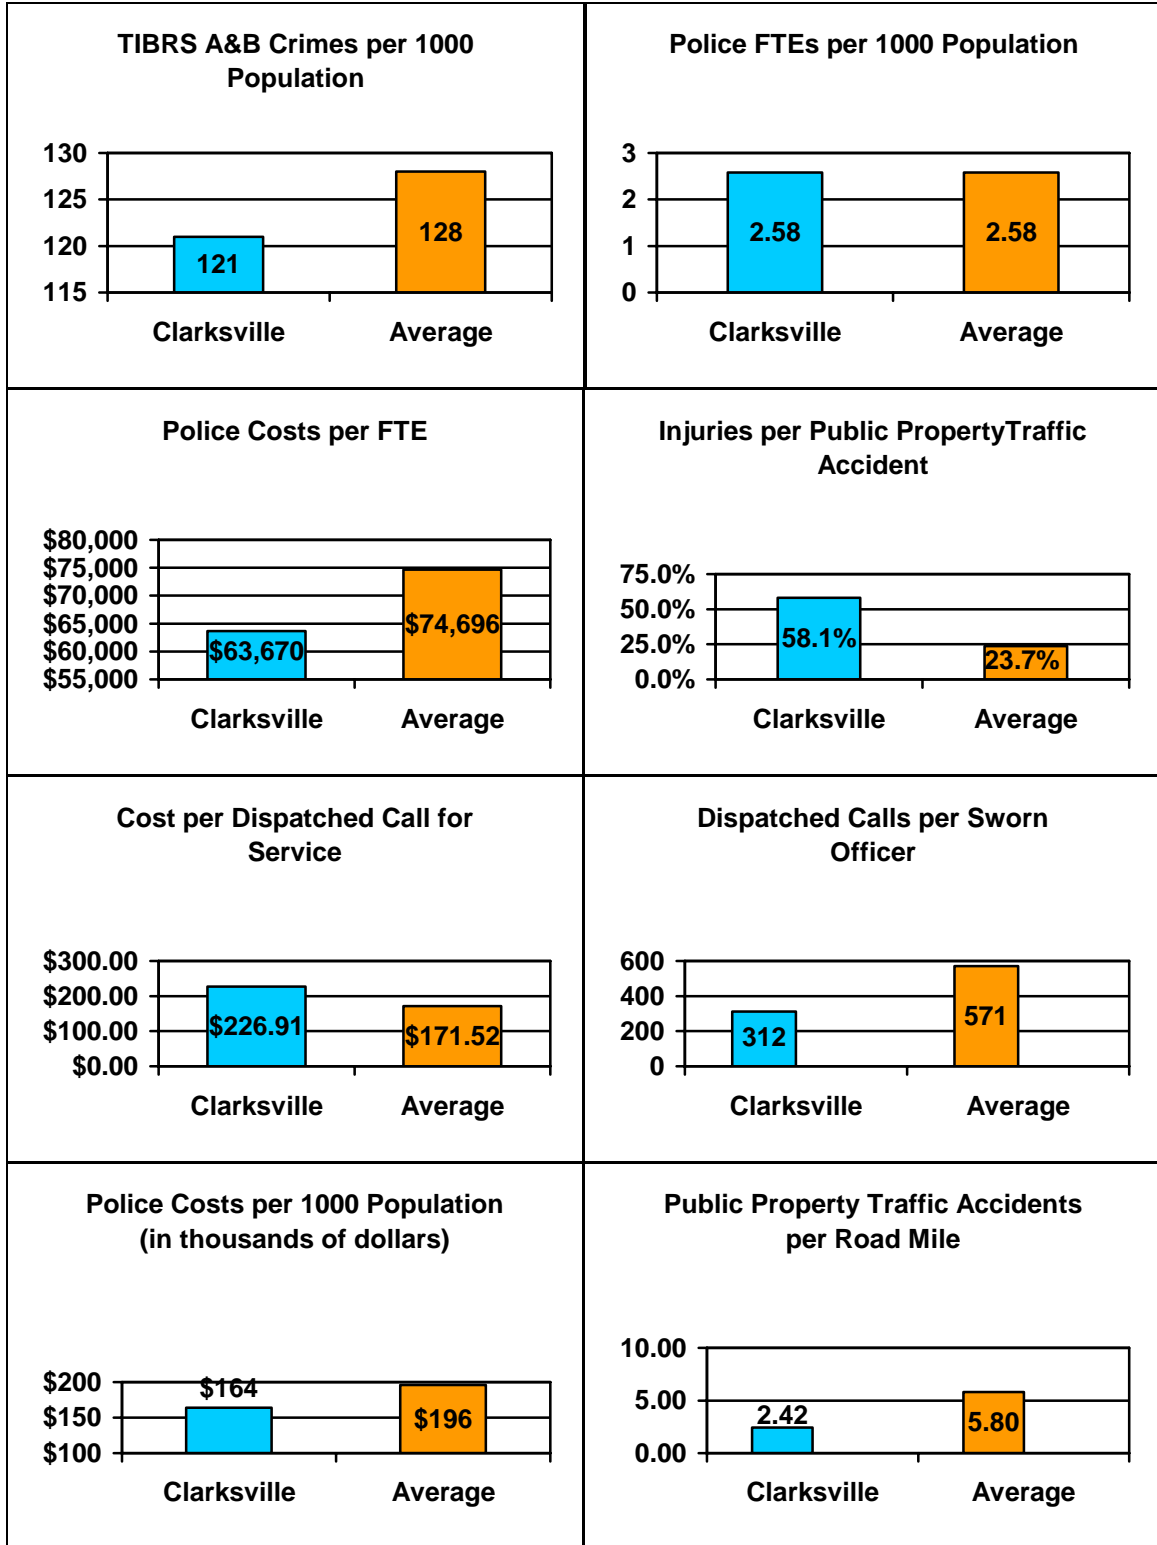 TIBRS A&B Crimes per 1000
Population
130
125
120
115
121
128
Clarksville Average
Police FTEs per 1000 Population
3
2
1
0
2.58
2.58
Clarksville Average
Police Costs per FTE
$80,000
$75,000
$70,000
$65,000
$60,000
$55,000
$63,670
$74,696
Clarksville Average
Injuries per Public PropertyTraffic
Accident
75.0%
50.0%
25.0%
0.0%
58.1%
23.7%
Clarksville Average
Cost per Dispatched Call for
Service
$300.00
$200.00
$100.00
$0.00
$226.91
$171.52
Clarksville Average
Dispatched Calls per Sworn
Officer
600
400
200
0
312
571
Clarksville Average
Police Costs per 1000 Population
(in thousands of dollars)
$200
$150
$100
$164
$196
Clarksville Average
Public Property Traffic Accidents
per Road Mile
10.00
5.00
0.00
2.42
5.80
Clarksville Average